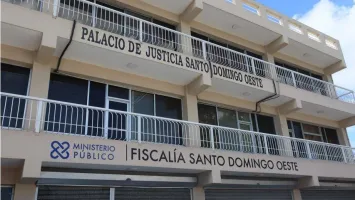 PALACIO DE JUSTICIA SANTO DOMINGO OESTE
MINISTERIO PÚBLICO
FISCALÍA SANTO DOMINGO OESTE